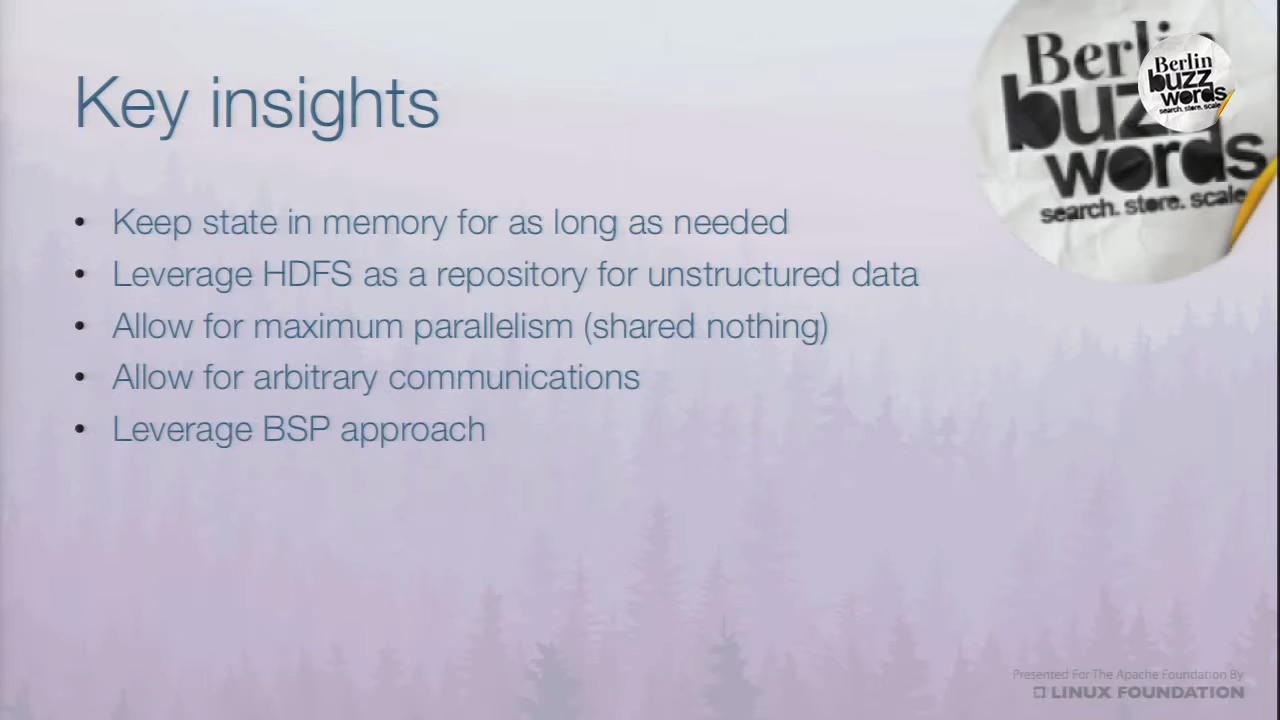 Key insights
• Keep state in memory for as long as needed
• Leverage HDFS as a repository for unstructured data
• Allow for maximum parallelism (shared nothing)
• Allow for arbitrary communications
• Leverage BSP approach
Berlin
buzz
words
search. store. scale
Berlin
buzz
words
search. store. scale
Presented For The Apache Foundation By
LINUX FOUNDATION